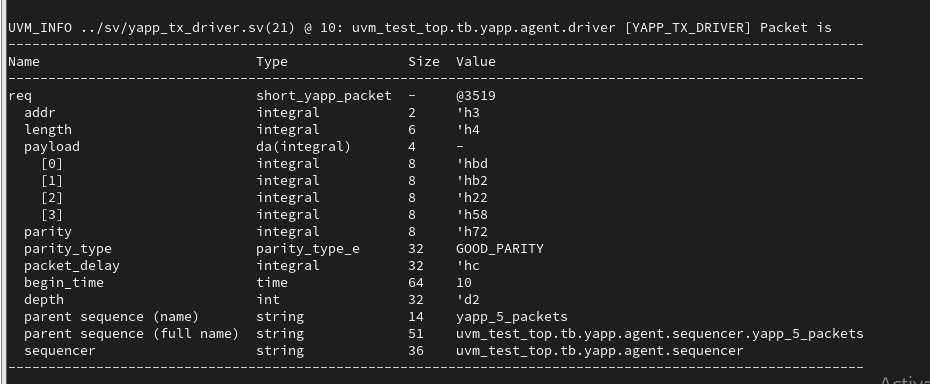 UVM_INFO ../sv/yapp_tx_driver.sv(21) @ 10: uvm_test_top.tb.yapp.agent.driver [YAPP_TX_DRIVER] Packet is
-----------------------------------------------------------------------------------------------------------
Name                           Type               Size  Value
-----------------------------------------------------------------------------------------------------------
req                            short_yapp_packet  -     @3519
  addr                         integral           2     'h3
  length                       integral           6     'h4
  payload                      da(integral)       4     -
    [0]                        integral           8     'hbd
    [1]                        integral           8     'hb2
    [2]                        integral           8     'h22
    [3]                        integral           8     'h58
  parity                       integral           8     'h72
  parity_type                  parity_type_e      32    GOOD_PARITY
  packet_delay                 integral           32    'hc
  begin_time                   time               64    10
  depth                        int                32    'd2
  parent sequence (name)       string             14    yapp_5_packets
  parent sequence (full name)  string             51    uvm_test_top.tb.yapp.agent.sequencer.yapp_5_packets
  sequencer                    string             36    uvm_test_top.tb.yapp.agent.sequencer
-----------------------------------------------------------------------------------------------------------